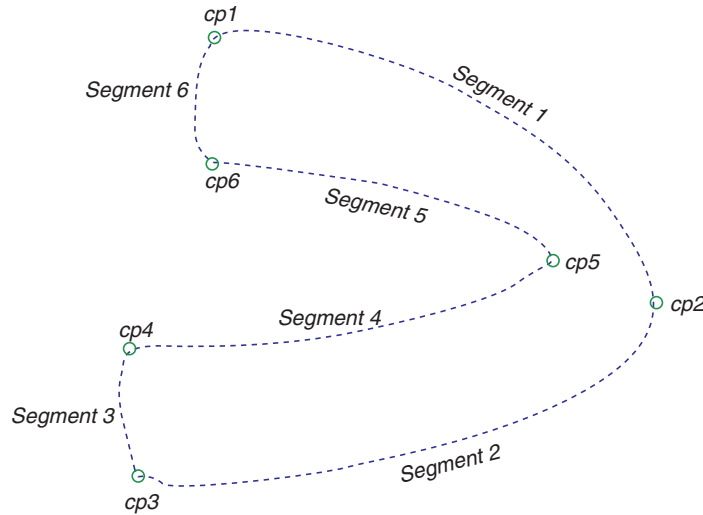 cp1
Segment 6
Segment 1
cp6
Segment 5
cp5
cp2
Segment 4
cp4
Segment 3
Segment 2
cp3